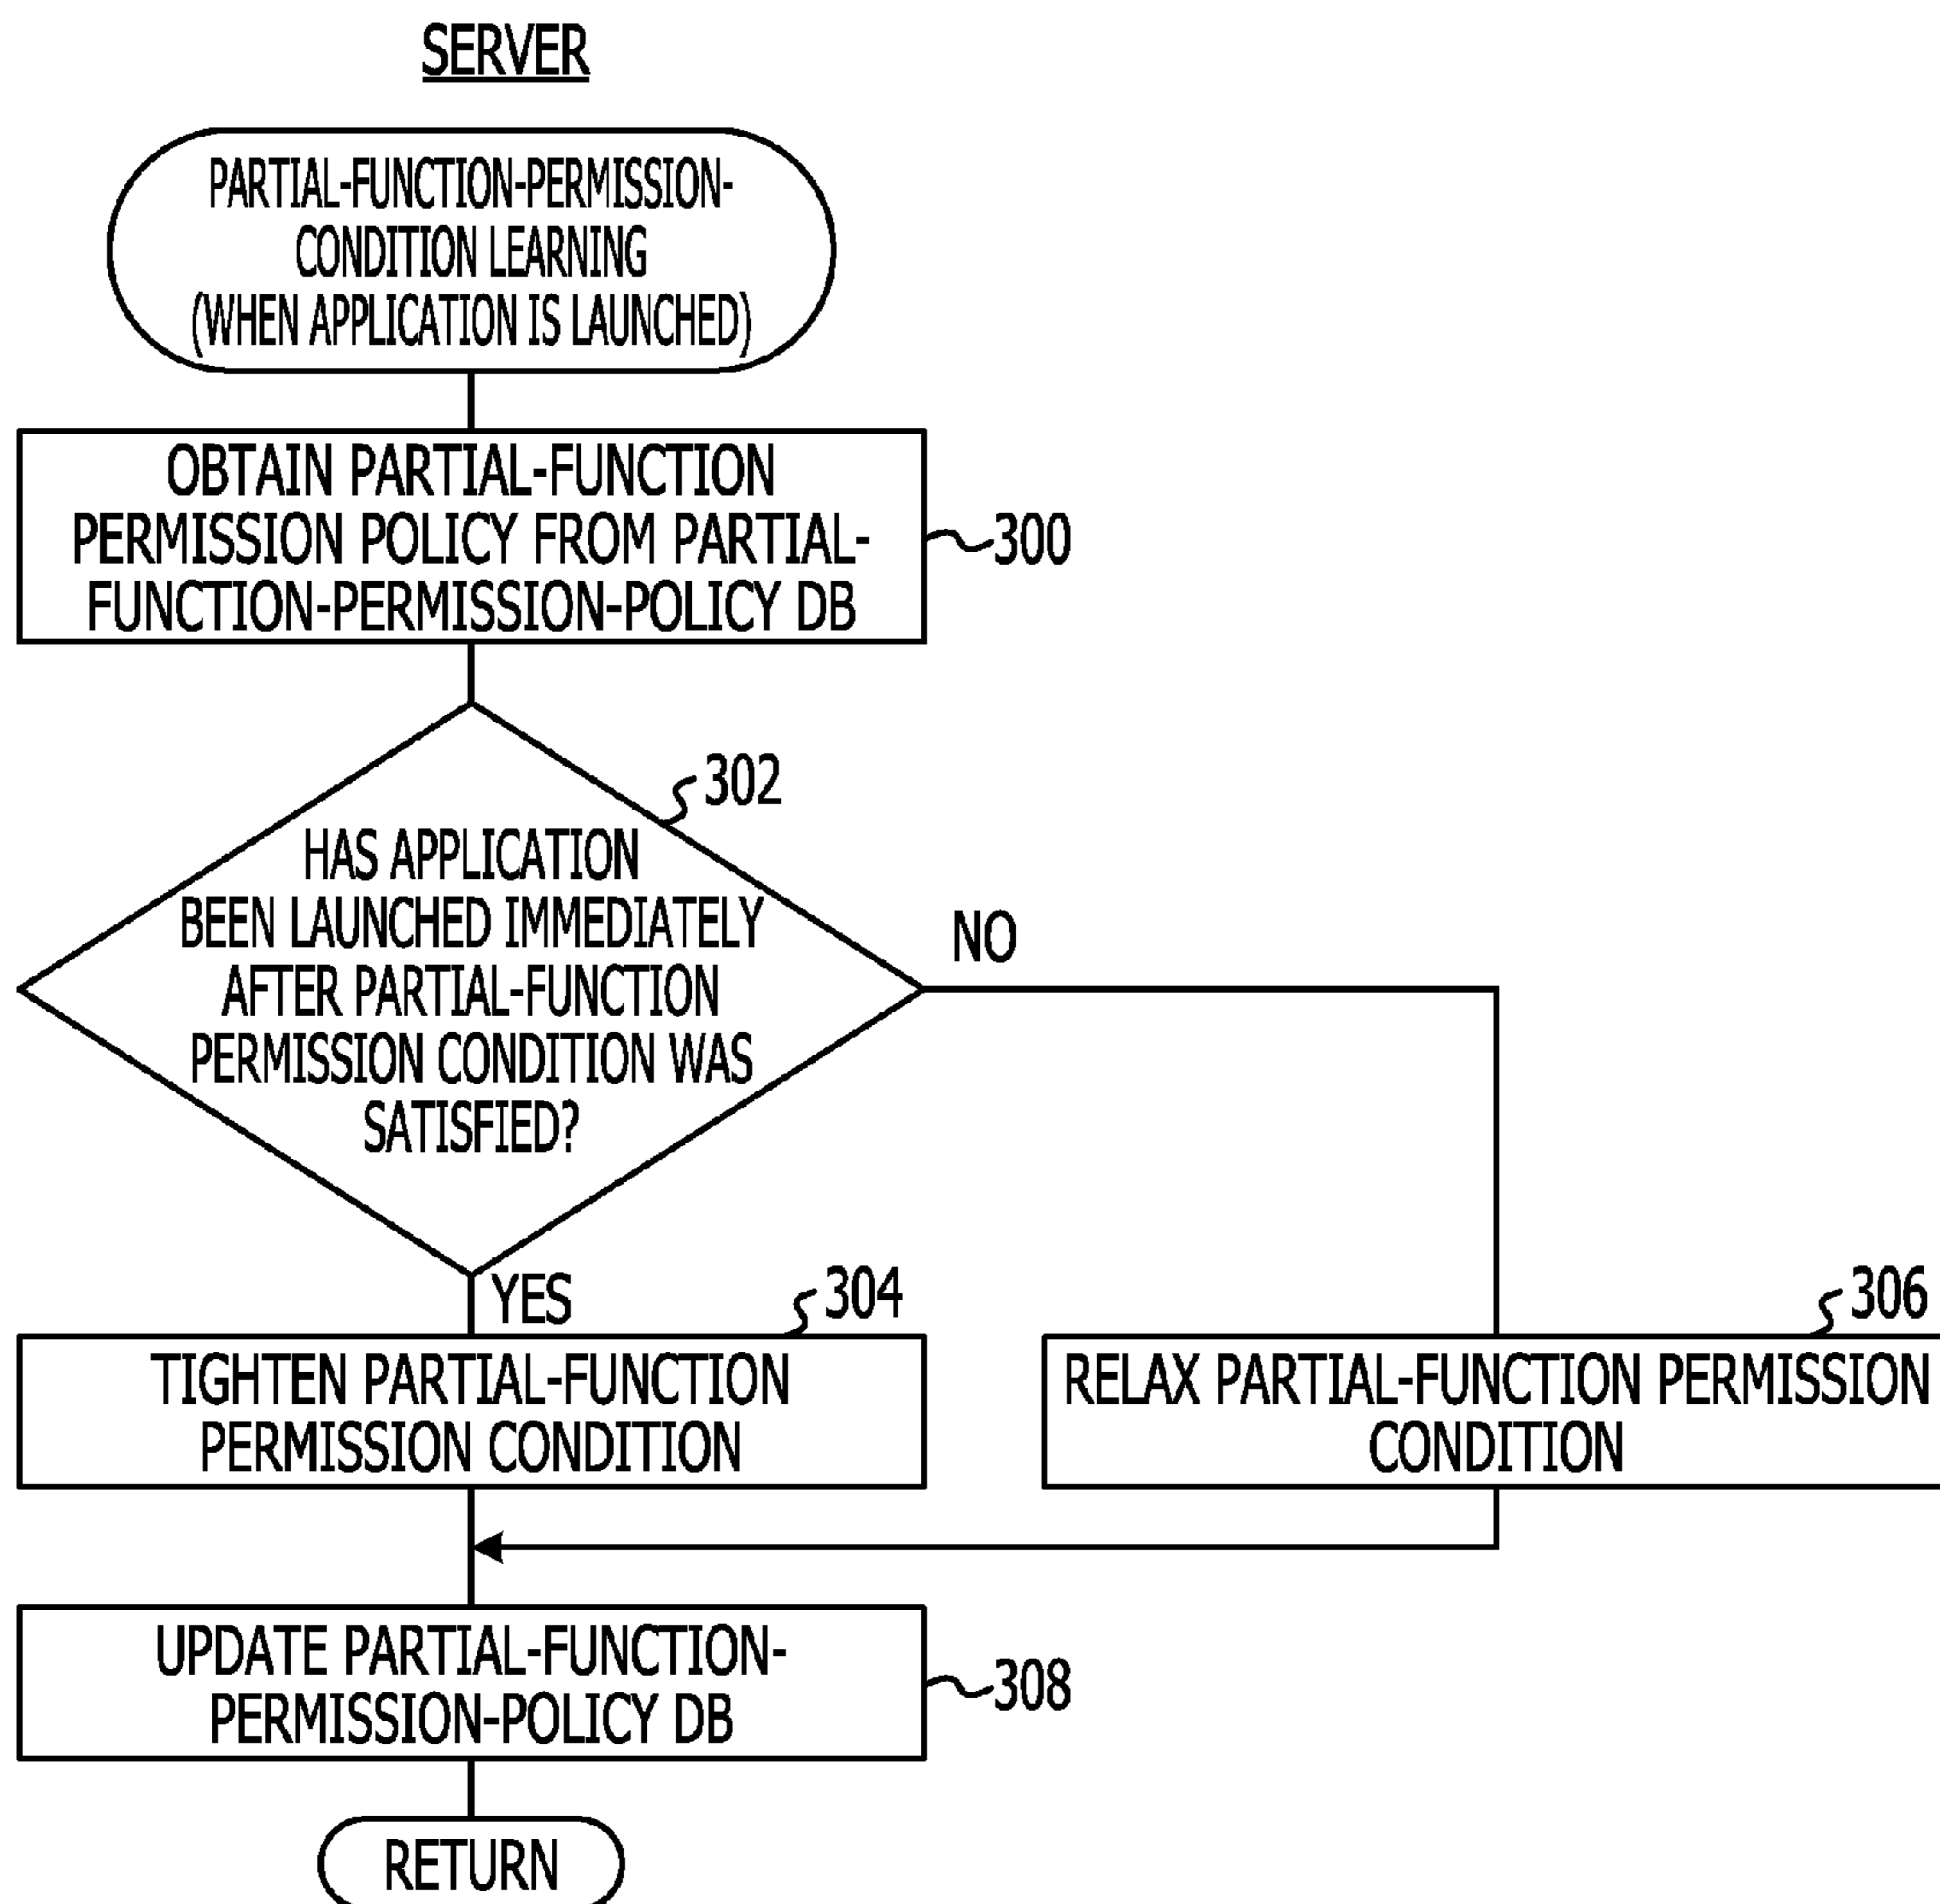 SERVER
PARTIAL-FUNCTION-PERMISSION-
CONDITION LEARNING
(WHEN APPLICATION IS LAUNCHED)
OBTAIN PARTIAL-FUNCTION
PERMISSION POLICY FROM PARTIAL-
FUNCTION-PERMISSION-POLICY DB
300
302
HAS APPLICATION
BEEN LAUNCHED IMMEDIATELY
AFTER PARTIAL-FUNCTION
PERMISSION CONDITION WAS
SATISFIED?
NO
YES
304
TIGHTEN PARTIAL-FUNCTION
PERMISSION CONDITION
306
RELAX PARTIAL-FUNCTION PERMISSION
CONDITION
UPDATE PARTIAL-FUNCTION-
PERMISSION-POLICY DB
308
RETURN